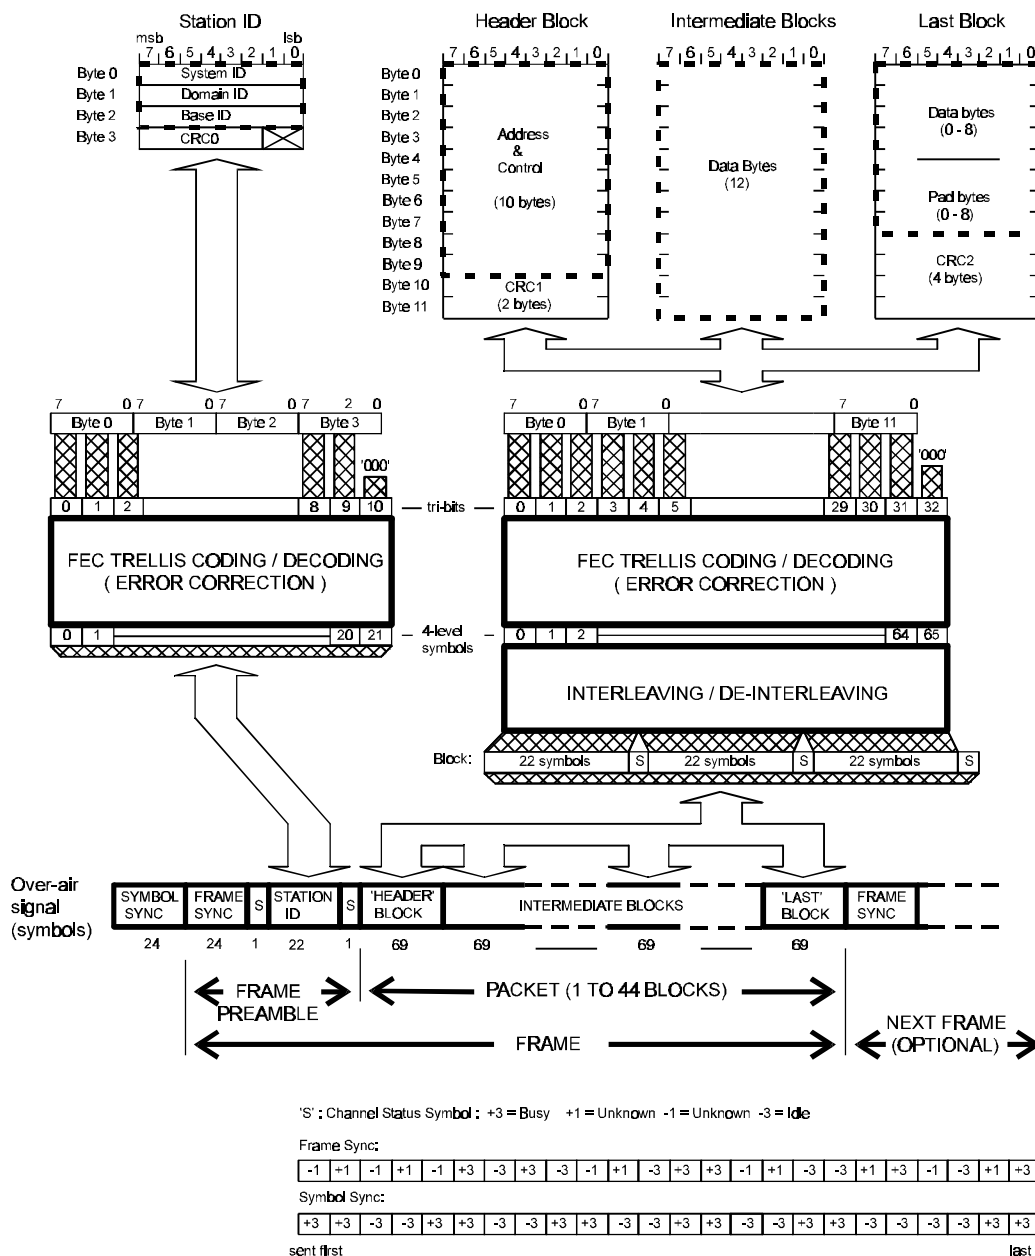 Station ID
Header Block
Intermediate Blocks
Last Block
msb lsb
7 6 5 4 3 2 1 0
7 6 5 4 3 2 1 0
7 6 5 4 3 2 1 0
7 6 5 4 3 2 1 0
Byte 0
System ID
Byte 1
Domain ID
Byte 2
Base ID
Byte 3
CRC0
Byte 0
Byte 1
Byte 2
Byte 3
Byte 4
Byte 5
Byte 6
Byte 7
Byte 8
Byte 9
Byte 10
Byte 11
Address
&
Control
(10 bytes)
CRC1
(2 bytes)
Data Bytes
(12)
Data bytes
(0 - 8)
Pad bytes
(0 - 8)
CRC2
(4 bytes)
7 0 7 0 7 0 7 2 0
Byte 0 Byte 1 Byte 2 Byte 3
'000'
0 1 2 8 9 10
tri-bits
7 0 7 0 7 0
Byte 0 Byte 1 Byte 11
'000'
0 1 2 3 4 5 29 30 31 32
FEC TRELLIS CODING / DECODING
( ERROR CORRECTION )
FEC TRELLIS CODING / DECODING
( ERROR CORRECTION )
0 1 20 21
4-level
symbols
0 1 2 64 65
INTERLEAVING / DE-INTERLEAVING
Block:
22 symbols S 22 symbols S 22 symbols S
Over-air
signal
(symbols)
SYMBOL
SYNC
FRAME
SYNC
S
STATION
ID
S
'HEADER'
BLOCK
INTERMEDIATE BLOCKS
'LAST'
BLOCK
FRAME
SYNC
24 24 1 22 1 69 69 69 69
FRAME
PREAMBLE
PACKET (1 TO 44 BLOCKS)
FRAME
NEXT FRAME
(OPTIONAL)
'S' : Channel Status Symbol : +3 = Busy +1 = Unknown -1 = Unknown -3 = Idle
Frame Sync:
-1 +1 -1 +1 -1 +3 -3 +3 -3 -1 +1 -3 +3 +3 -1 +1 -3 -3 +1 +3 -1 -3 +1 +3
Symbol Sync:
+3 +3 -3 -3 +3 +3 -3 -3 +3 +3 -3 -3 +3 +3 -3 -3 +3 +3 -3 -3 +3 +3 -3 -3
sent first
last